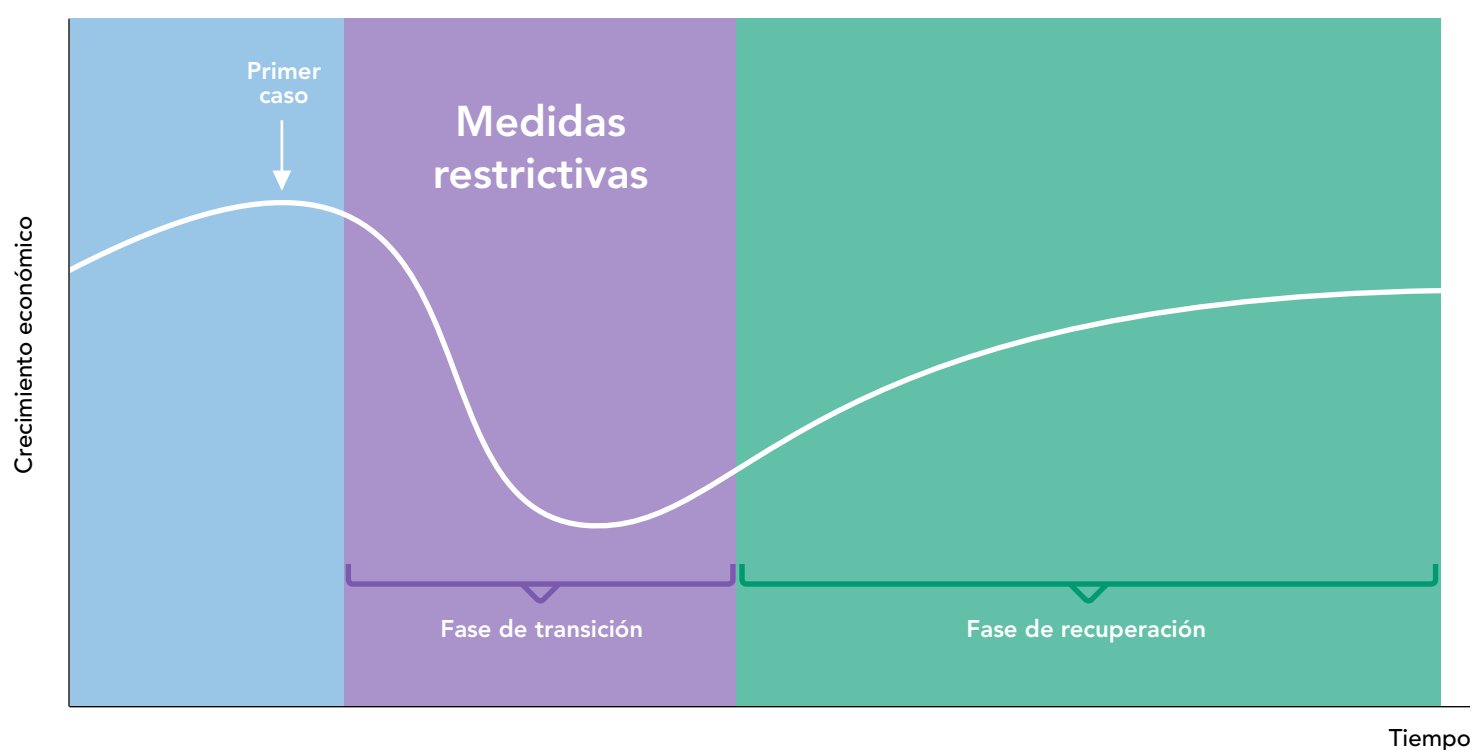 Primer
caso
Medidas
restrictivas
Crecimiento económico
Fase de transición
Fase de recuperación
Tiempo